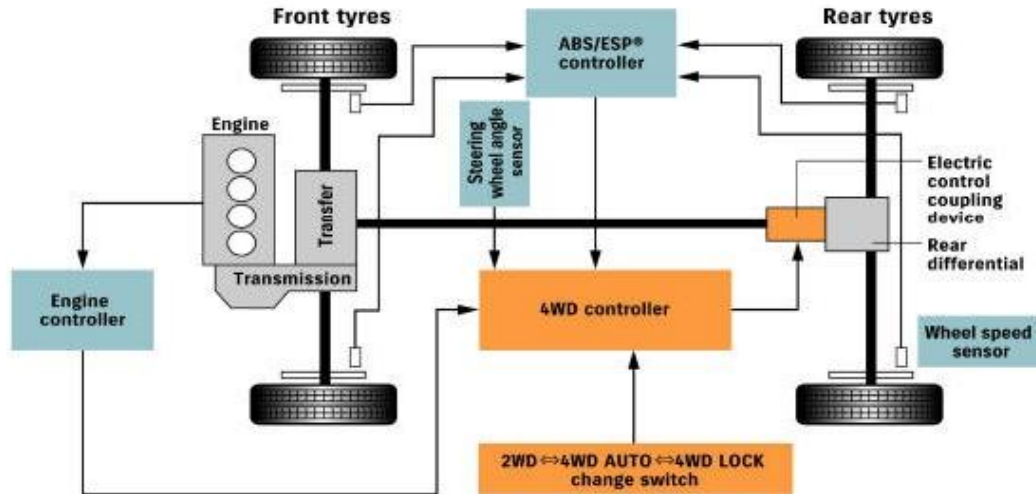 Front tyres
Rear tyres
ABS/ESP®
controller
Engine
Steering
wheel angle
sensor
Transfer
Electric
control
coupling
device
Rear
differential
Transmission
Engine
controller
4WD controller
Wheel speed
sensor
2WD⇔4WD AUTO⇔4WD LOCK
change switch